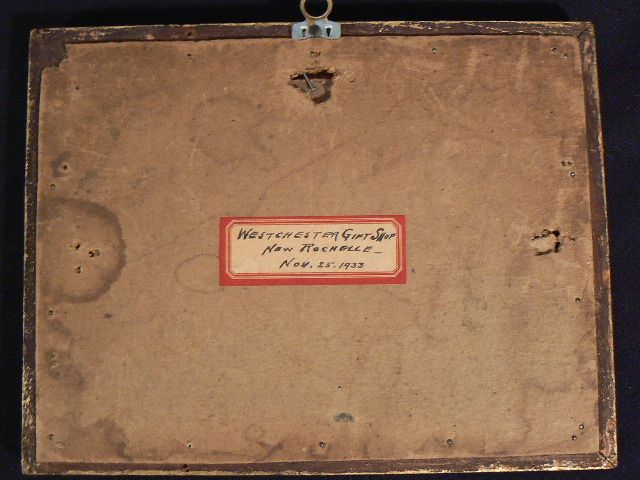 WESTCHESTER GIFT SHOP
NEW ROCHELLE_
NOV. 25. 1933